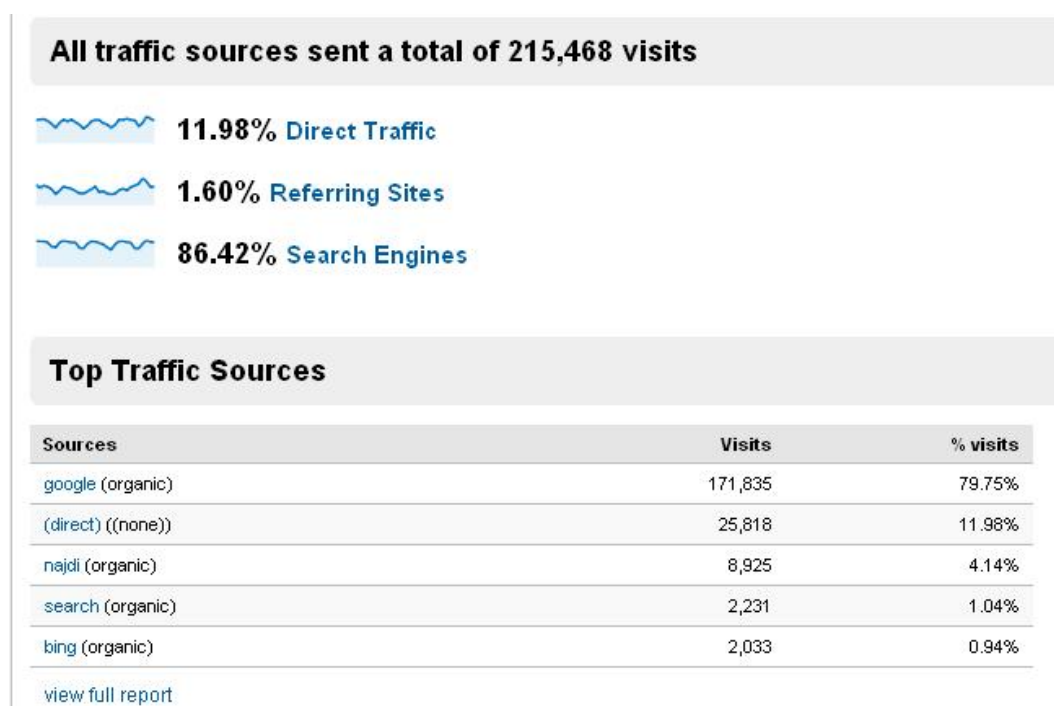 All traffic sources sent a total of 215,468 visits
11.98% Direct Traffic
1.60% Referring Sites
86.42% Search Engines
Top Traffic Sources
Sources Visits % visits
google (organic) 171,835 79.75%
(direct) ((none)) 25,818 11.98%
najdi (organic) 8,925 4.14%
search (organic) 2,231 1.04%
bing (organic) 2,033 0.94%
view full report